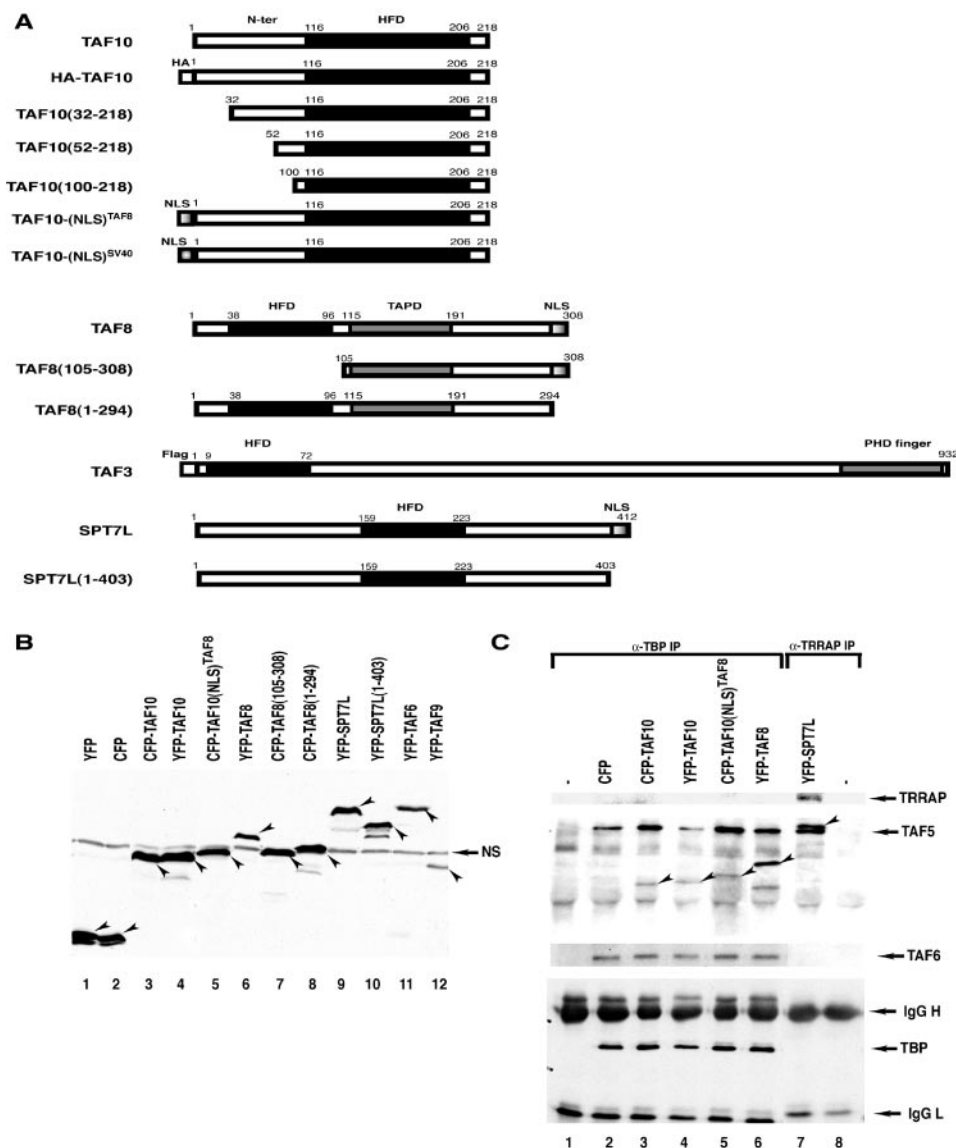 A
N-ter HFD
1 116 206 218
TAF10
HA 1 116 206 218
HA-TAF10
32 116 206 218
TAF10(32-218)
52 116 206 218
TAF10(52-218)
100 116 206 218
TAF10(100-218)
NLS 1 116 206 218
TAF10-(NLS)TAF8
NLS 1 116 206 218
TAF10-(NLS)SV40
HFD TAPD NLS
1 38 96 115 191 308
TAF8
105 308
TAF8(105-308)
1 38 96 115 191 294
TAF8(1-294)
HFD PHD finger
Flag 1 9 72 932
TAF3
HFD NLS
1 159 223 412
SPT7L
1 159 223 403
SPT7L(1-403)
B
YFP
CFP
CFP-TAF10
YFP-TAF10
CFP-TAF10(NLS)TAF8
YFP-TAF8
CFP-TAF8(105-308)
CFP-TAF8(1-294)
YFP-SPT7L
YFP-SPT7L(1-403)
YFP-TAF6
YFP-TAF9
NS
1 2 3 4 5 6 7 8 9 10 11 12
C
α-TBP IP α-TRRAP IP
-
CFP
CFP-TAF10
YFP-TAF10
CFP-TAF10(NLS)TAF8
YFP-TAF8
YFP-SPT7L
-
TRRAP
TAF5
TAF6
IgG H
TBP
IgG L
1 2 3 4 5 6 7 8